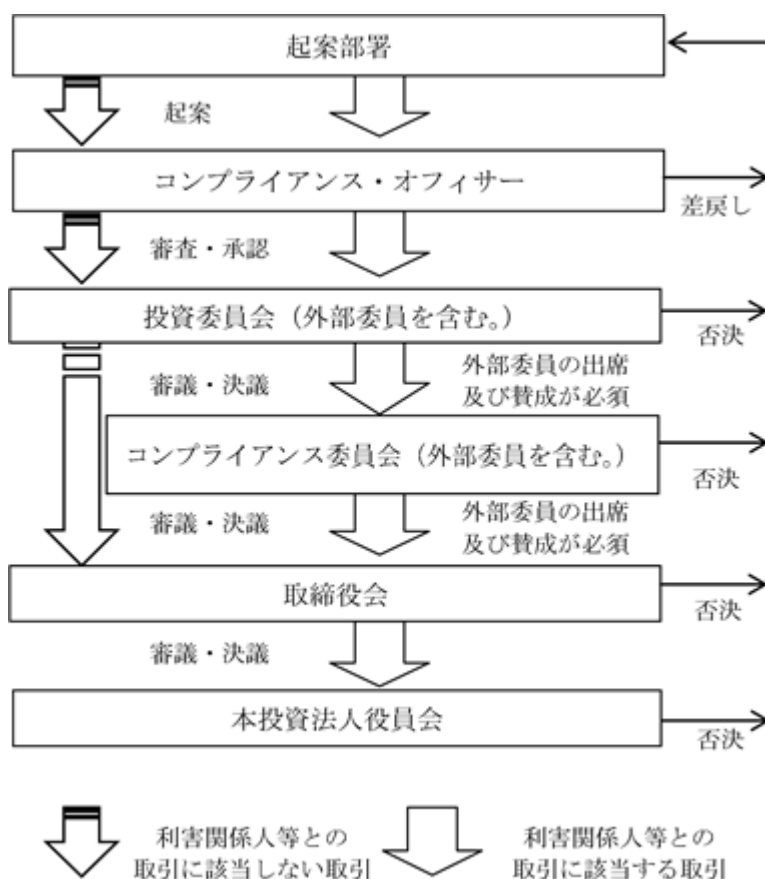 起案部署
起案
コンプライアンス・オフィサー
差戻し
審査・承認
投資委員会（外部委員を含む。）
否決
審議・決議
外部委員の出席
及び賛成が必須
コンプライアンス委員会（外部委員を含む。）
否決
審議・決議
外部委員の出席
及び賛成が必須
取締役会
否決
審議・決議
本投資法人役員会
否決
利害関係人等との
取引に該当しない取引
利害関係人等との
取引に該当する取引